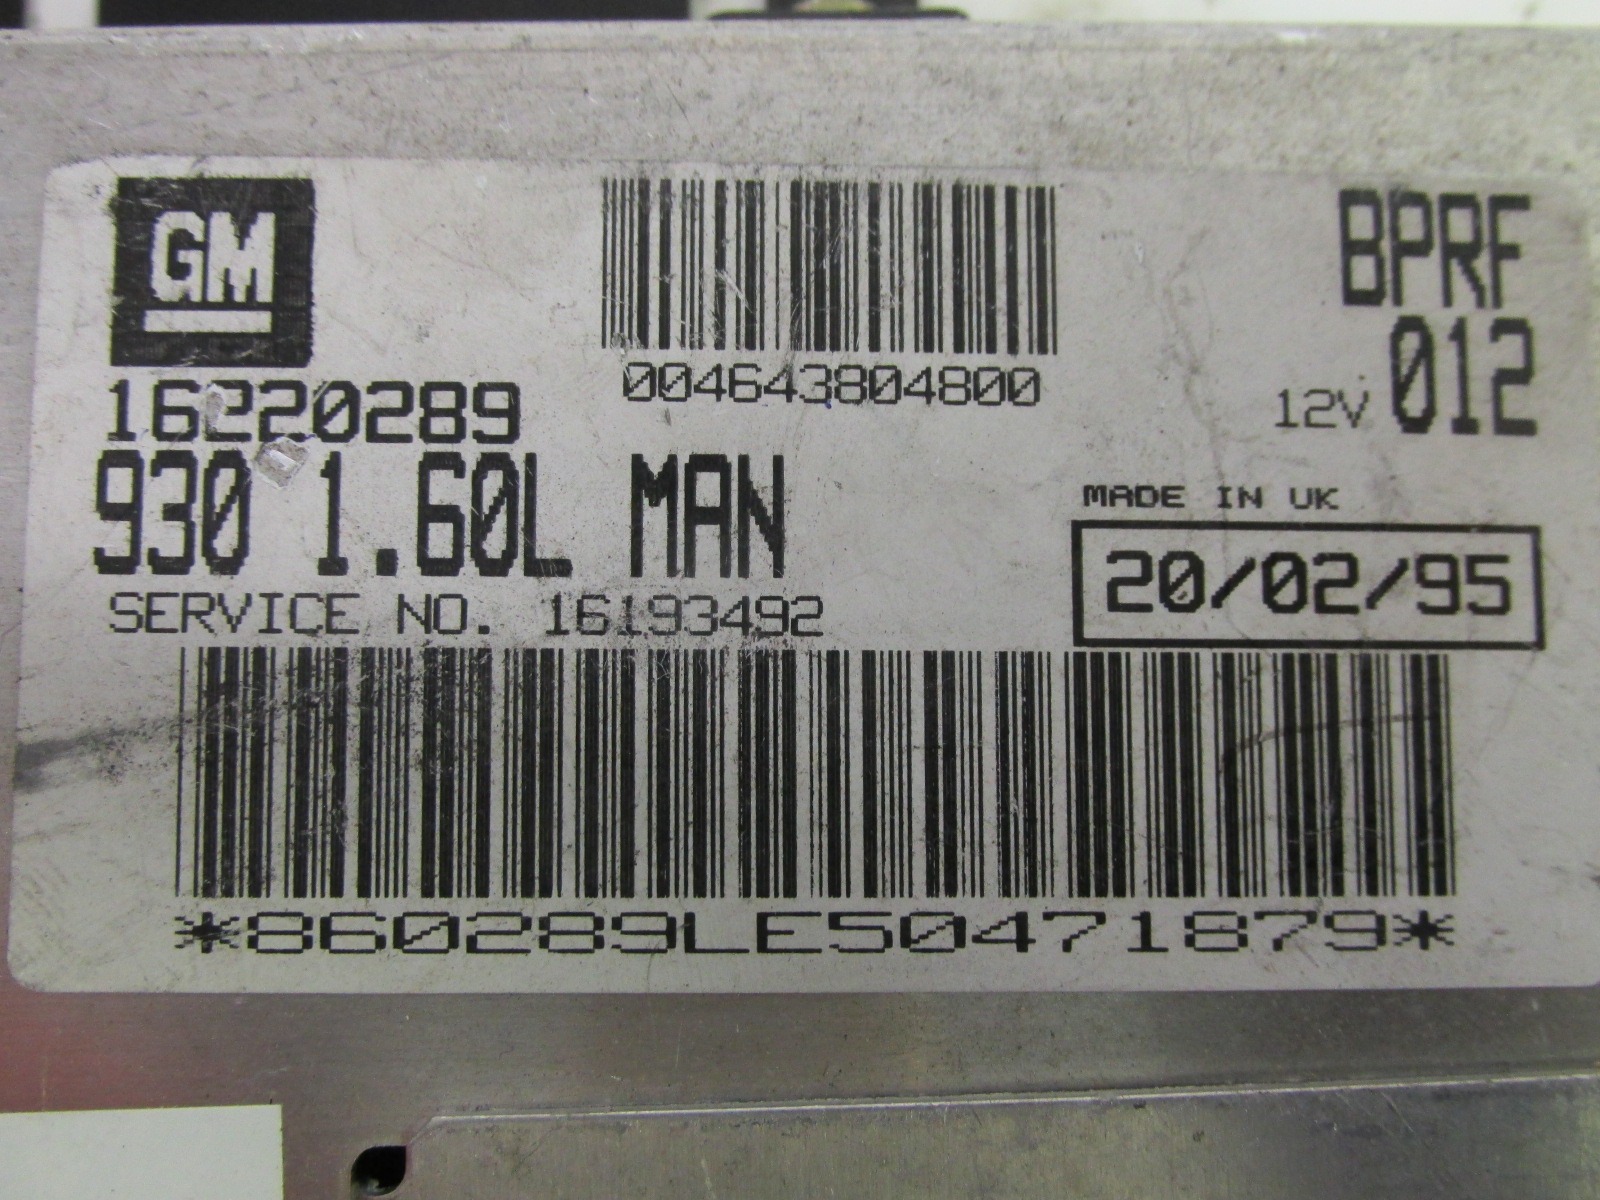 GM
BPRF
012
12V
004643804800
16220289
930 1.60L MAN
MADE IN UK
20/02/95
SERVICE NO. 16193492
*860289LE50471879*